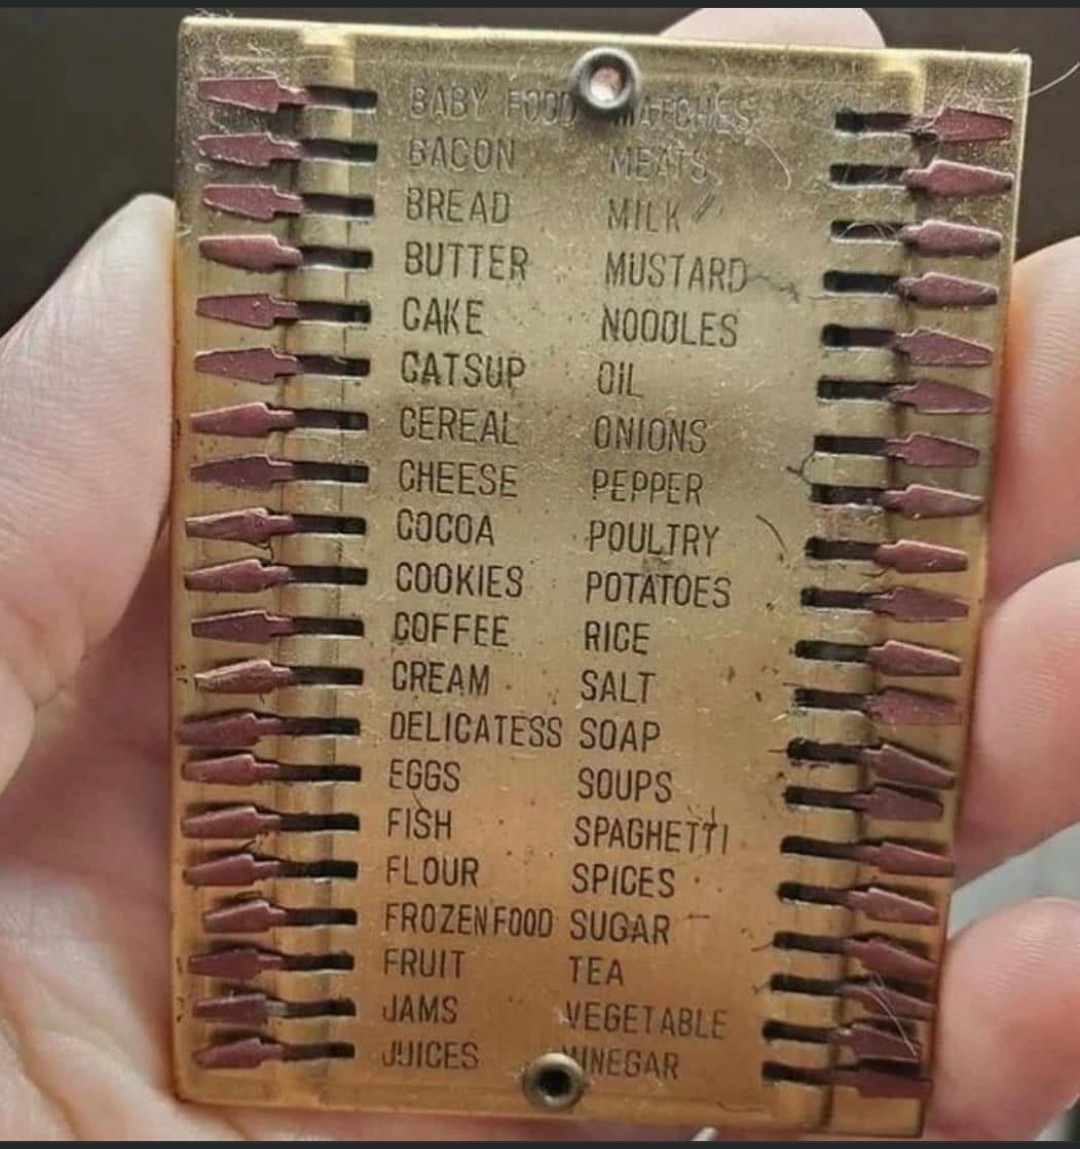 BABY FOOD MATCHES
BACON MEATS
BREAD MILK
BUTTER MUSTARD
CAKE NOODLES
CATSUP OIL
CEREAL ONIONS
CHEESE PEPPER
COCOA POULTRY
COOKIES POTATOES
COFFEE RICE
CREAM SALT
DELICATESS SOAP
EGGS SOUPS
FISH SPAGHETTI
FLOUR SPICES
FROZEN FOOD SUGAR
FRUIT TEA
JAMS VEGETABLE
JUICES VINEGAR